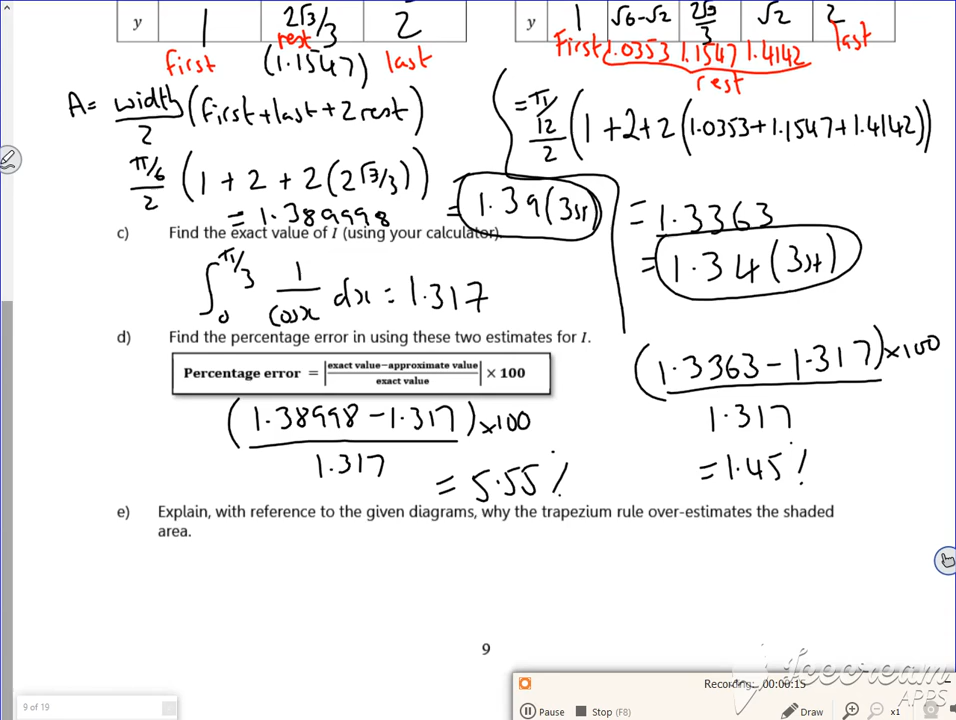 y 1 2√3/3 2
rest
first (1.1547) last
y 1 √6-√2 2√3/3 √2 2
First 1.0353 1.1547 1.4142 last
rest
A = width/2 (first+last+2 rest)
π/6/2 (1 + 2 + 2(2√3/3))
= 1.389998 = 1.39 (3sf)
= π/12/2 (1+2+2(1.0353+1.1547+1.4142))
= 1.3363
= 1.34 (3sf)
c) Find the exact value of I (using your calculator).
∫₀^π/3 1/cosx dx = 1.317
d) Find the percentage error in using these two estimates for I.
Percentage error = |exact value−approximate value/exact value| × 100
(1.38998 - 1.317)/1.317 ×100
= 5.55%
(1.3363 - 1.317)/1.317 ×100
= 1.45%
e) Explain, with reference to the given diagrams, why the trapezium rule over-estimates the shaded
area.
9
icecream
APPS
Recording: 00:00:15
9 of 19
Pause Stop (F8) Draw x1